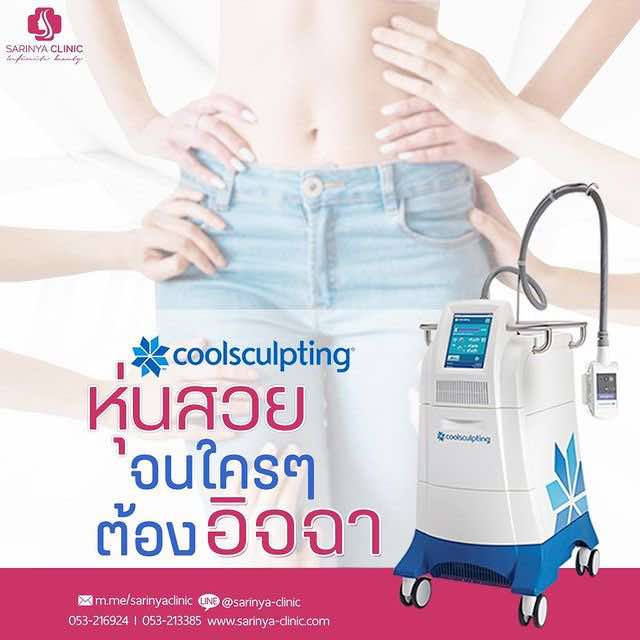 SARINYA CLINIC
Infinite beauty
coolsculpting®
หุ่นสวย
จนใครๆ
ต้องอิจฉา
coolsculpting
m.me/sarinyaclinic LINE @sarinya-clinic
053-216924 | 053-213385 www.sarinya-clinic.com